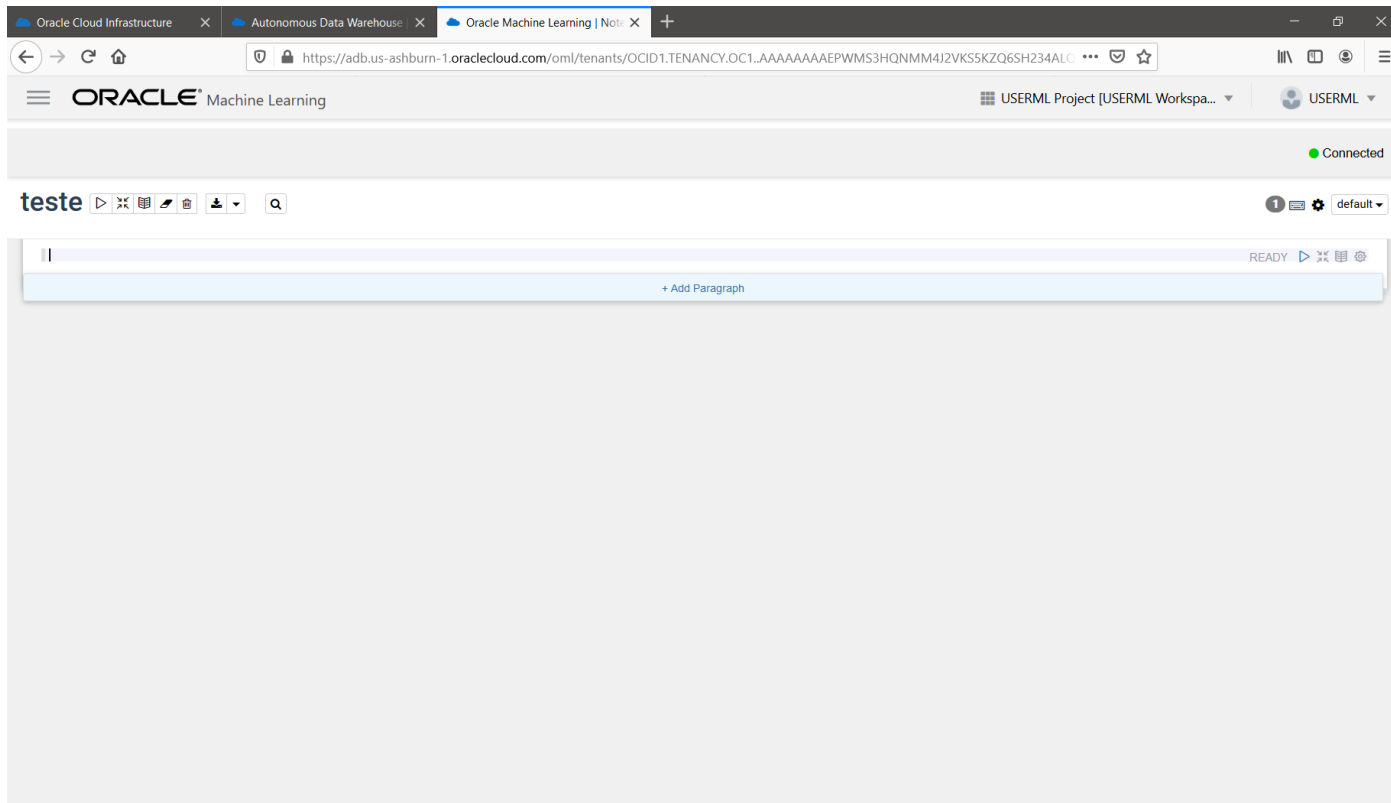 Oracle Cloud Infrastructure Autonomous Data Warehouse Oracle Machine Learning | Note
https://adb.us-ashburn-1.oraclecloud.com/oml/tenants/OCID1.TENANCY.OC1..AAAAAAAAEPWMS3HQNMM4J2VKS5KZQ6SH234ALC
ORACLE Machine Learning USERML Project [USERML Workspa... USERML
Connected
teste 1 default
READY
+ Add Paragraph